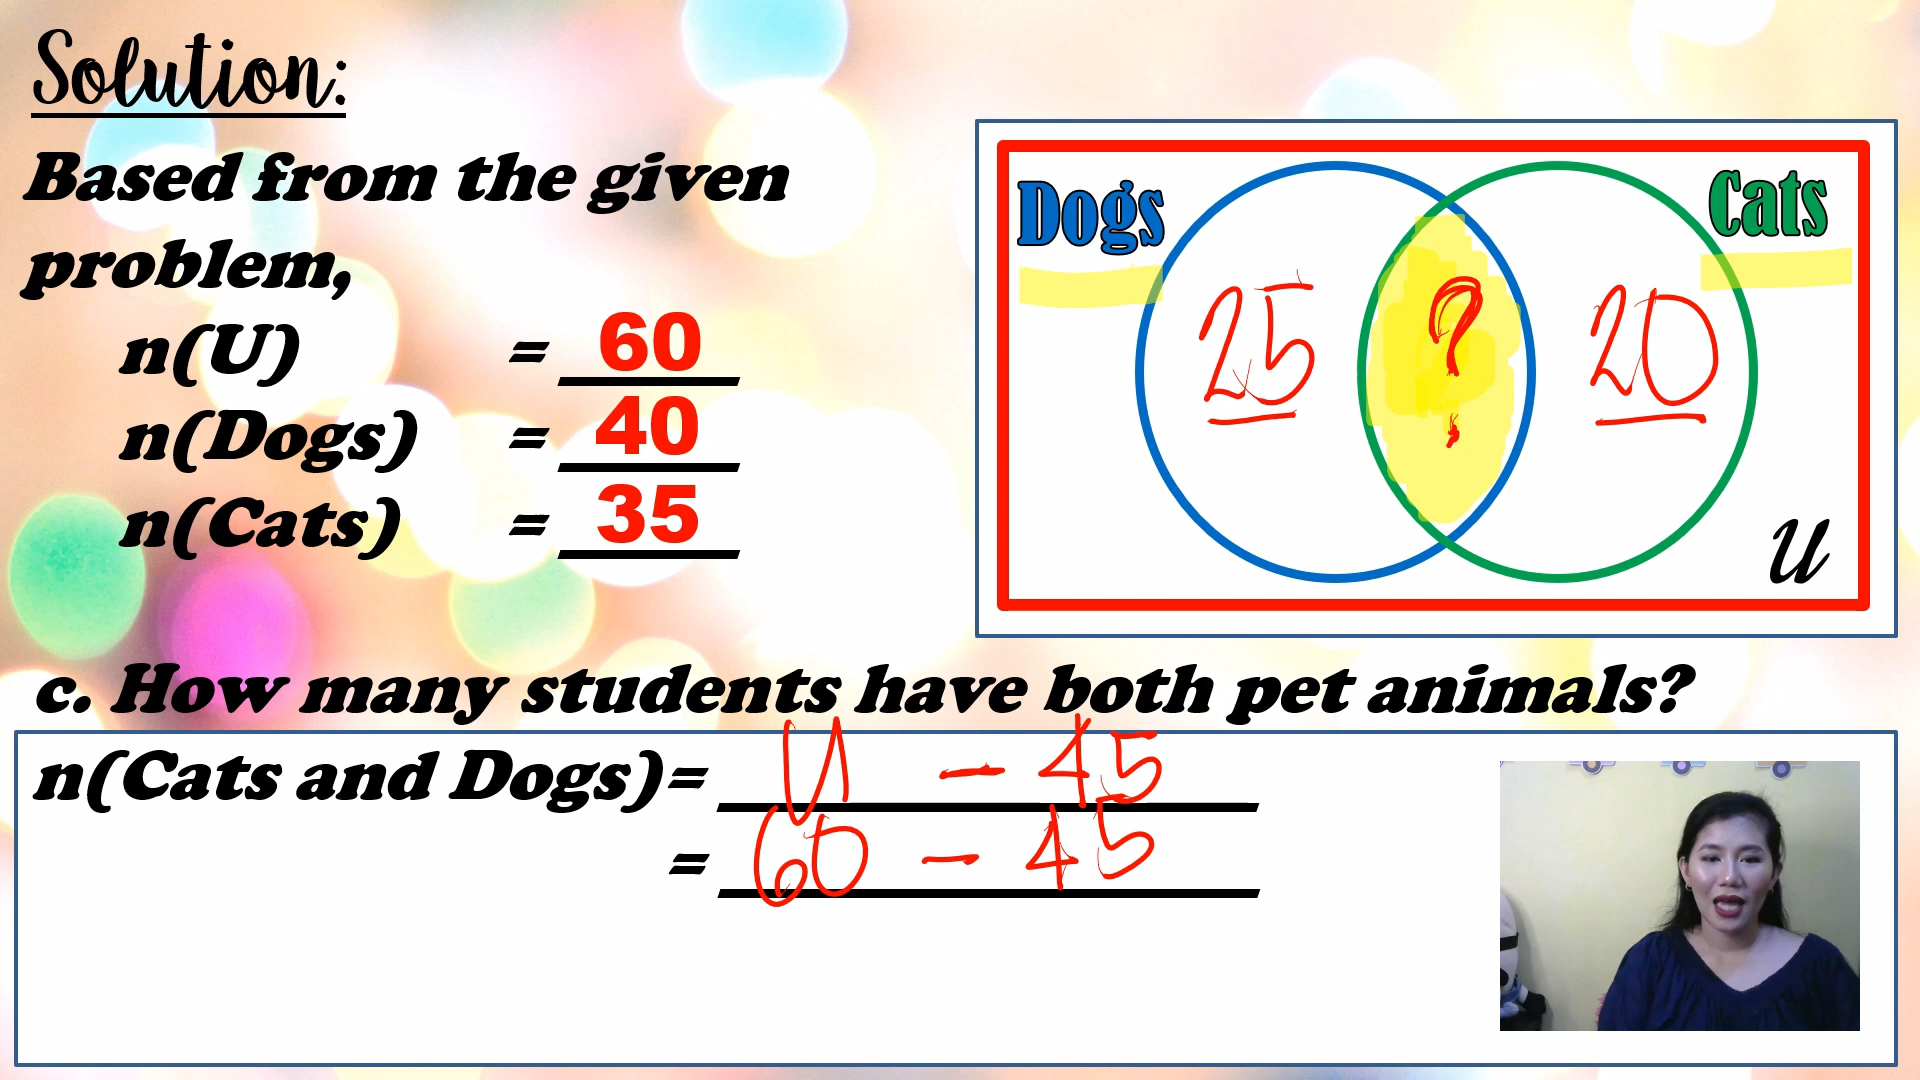 Solution:
Based from the given
problem,
n(U) = 60
n(Dogs) = 40
n(Cats) = 35
Dogs Cats
25 ? 20
U
c. How many students have both pet animals?
n(Cats and Dogs)= U - 45
= 60 - 45